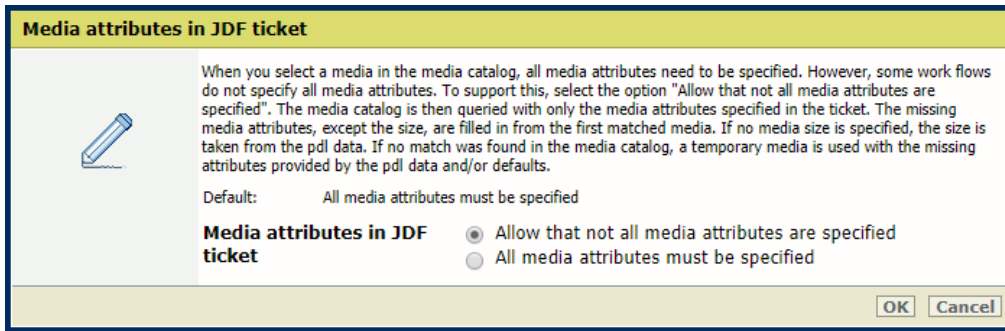 Media attributes in JDF ticket
When you select a media in the media catalog, all media attributes need to be specified. However, some work flows
do not specify all media attributes. To support this, select the option "Allow that not all media attributes are
specified". The media catalog is then queried with only the media attributes specified in the ticket. The missing
media attributes, except the size, are filled in from the first matched media. If no media size is specified, the size is
taken from the pdl data. If no match was found in the media catalog, a temporary media is used with the missing
attributes provided by the pdl data and/or defaults.
Default: All media attributes must be specified
Media attributes in JDF
ticket
Allow that not all media attributes are specified
All media attributes must be specified
OK Cancel